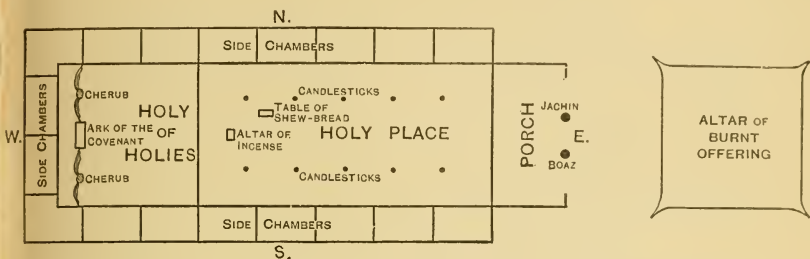 N.
SIDE CHAMBERS
W.
SIDE CHAMBERS
CHERUB
ARK OF THE
COVENANT
CHERUB
HOLY
OF
HOLIES
CANDLESTICKS
TABLE OF
SHEW-BREAD
ALTAR OF
INCENSE
HOLY PLACE
CANDLESTICKS
PORCH
JACHIN
E.
BOAZ
ALTAR OF
BURNT
OFFERING
SIDE CHAMBERS
S.